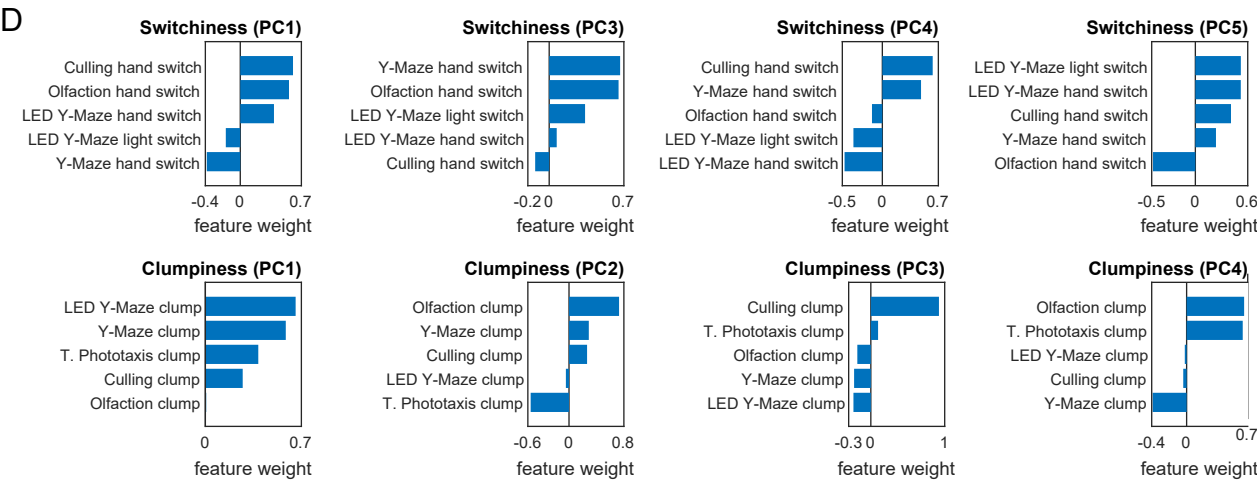 D
Switchiness (PC1)
Culling hand switch
Olfaction hand switch
LED Y-Maze hand switch
LED Y-Maze light switch
Y-Maze hand switch
-0.4 0 0.7
feature weight
Switchiness (PC3)
Y-Maze hand switch
Olfaction hand switch
LED Y-Maze light switch
LED Y-Maze hand switch
Culling hand switch
-0.2 0 0.7
feature weight
Switchiness (PC4)
Culling hand switch
Y-Maze hand switch
Olfaction hand switch
LED Y-Maze light switch
LED Y-Maze hand switch
-0.5 0 0.7
feature weight
Switchiness (PC5)
LED Y-Maze light switch
LED Y-Maze hand switch
Culling hand switch
Y-Maze hand switch
Olfaction hand switch
-0.5 0 0.6
feature weight
Clumpiness (PC1)
LED Y-Maze clump
Y-Maze clump
T. Phototaxis clump
Culling clump
Olfaction clump
0 0.7
feature weight
Clumpiness (PC2)
Olfaction clump
Y-Maze clump
Culling clump
LED Y-Maze clump
T. Phototaxis clump
-0.6 0 0.8
feature weight
Clumpiness (PC3)
Culling clump
T. Phototaxis clump
Olfaction clump
Y-Maze clump
LED Y-Maze clump
-0.3 0 1
feature weight
Clumpiness (PC4)
Olfaction clump
T. Phototaxis clump
LED Y-Maze clump
Culling clump
Y-Maze clump
-0.4 0 0.7
feature weight